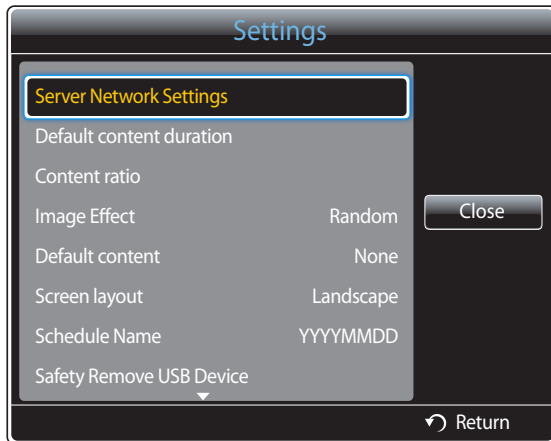 Settings
Server Network Settings
Default content duration
Content ratio
Image Effect Random
Default content None
Screen layout Landscape
Schedule Name YYYYMMDD
Safety Remove USB Device
Close
Return